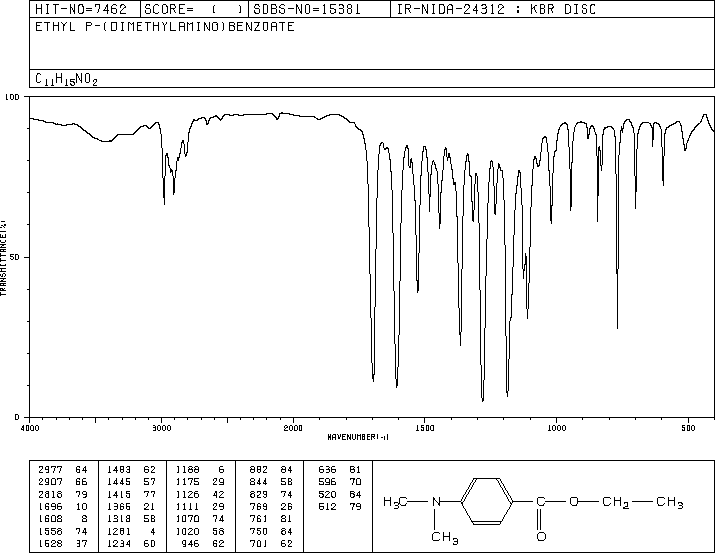 HIT-NO=7462 SCORE= ( ) SDBS-NO=15381 IR-NIDA-24312 : KBR DISC
ETHYL P-(DIMETHYLAMINO)BENZOATE
C11H15NO2
100
50
0
TRANSMITTANCE(%)
4000 3000 2000 1500 1000 500
WAVENUMBER(-1)
2977 64 1483 62 1188 6 882 84 636 81
2907 66 1445 57 1175 29 844 58 596 70
2818 79 1415 77 1126 42 829 74 520 84
1696 10 1366 21 1111 29 769 26 512 79
1608 8 1318 58 1070 74 761 81
1558 74 1281 4 1020 58 750 84
1528 37 1234 60 946 62 701 62
H3C N C O CH2 CH3
CH3 O